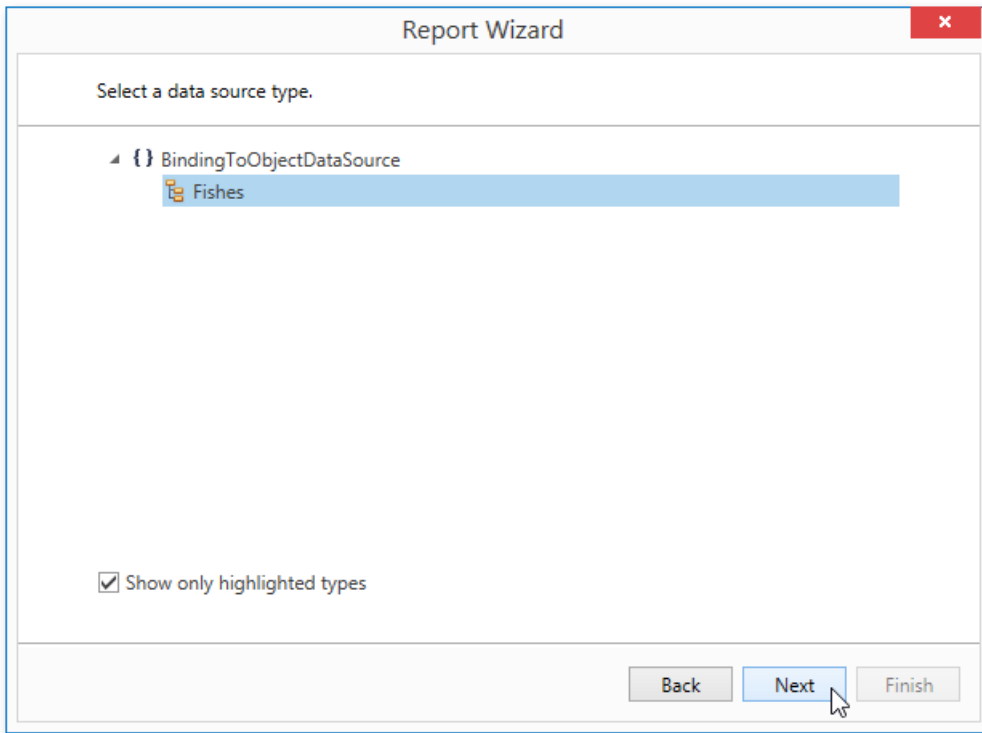 Report Wizard
Select a data source type.
{ } BindingToObjectDataSource
Fishes
Show only highlighted types
Back Next Finish